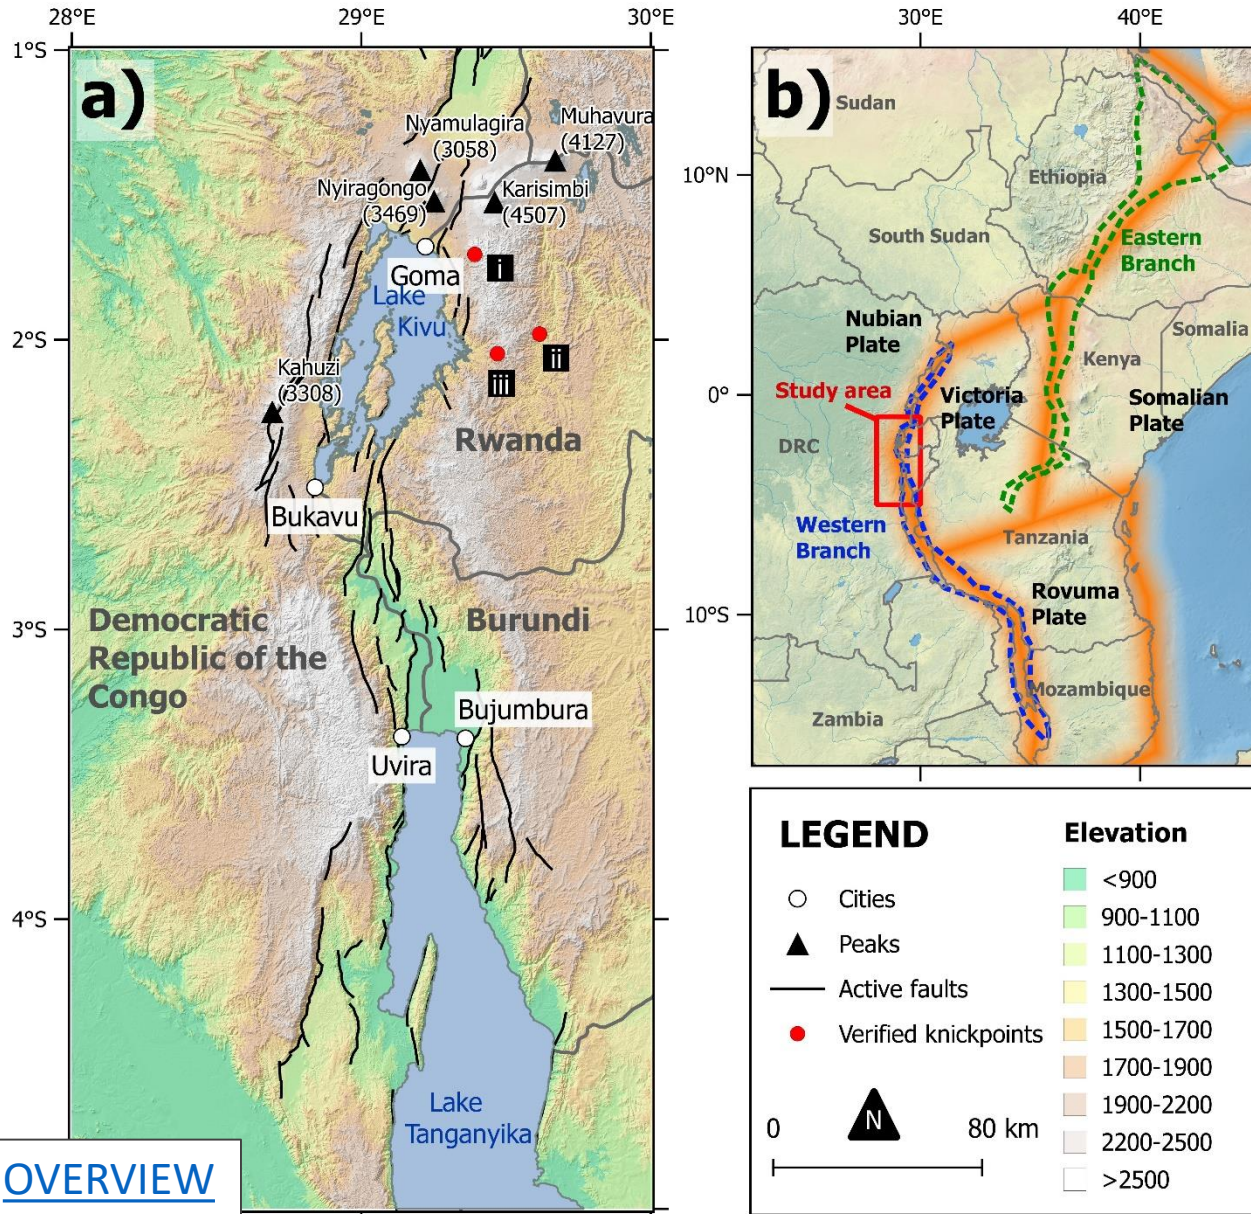 28°E
29°E
30°E
1°S
2°S
3°S
4°S
a)
Nyamulagira
(3058)
Muhavura
(4127)
Nyiragongo
(3469)
Karisimbi
(4507)
Goma
i
Lake
Kivu
ii
iii
Kahuzi
(3308)
Rwanda
Bukavu
Democratic
Republic of the
Congo
Burundi
Bujumbura
Uvira
Lake
Tanganyika
OVERVIEW
30°E
40°E
10°N
0°
10°S
b)
Sudan
Ethiopia
South Sudan
Eastern
Branch
Nubian
Plate
Somalia
Kenya
Study area
Victoria
Plate
Somalian
Plate
DRC
Western
Branch
Tanzania
Rovuma
Plate
Mozambique
Zambia
LEGEND
Cities
Peaks
Active faults
Verified knickpoints
N
0
80 km
Elevation
<900
900-1100
1100-1300
1300-1500
1500-1700
1700-1900
1900-2200
2200-2500
>2500